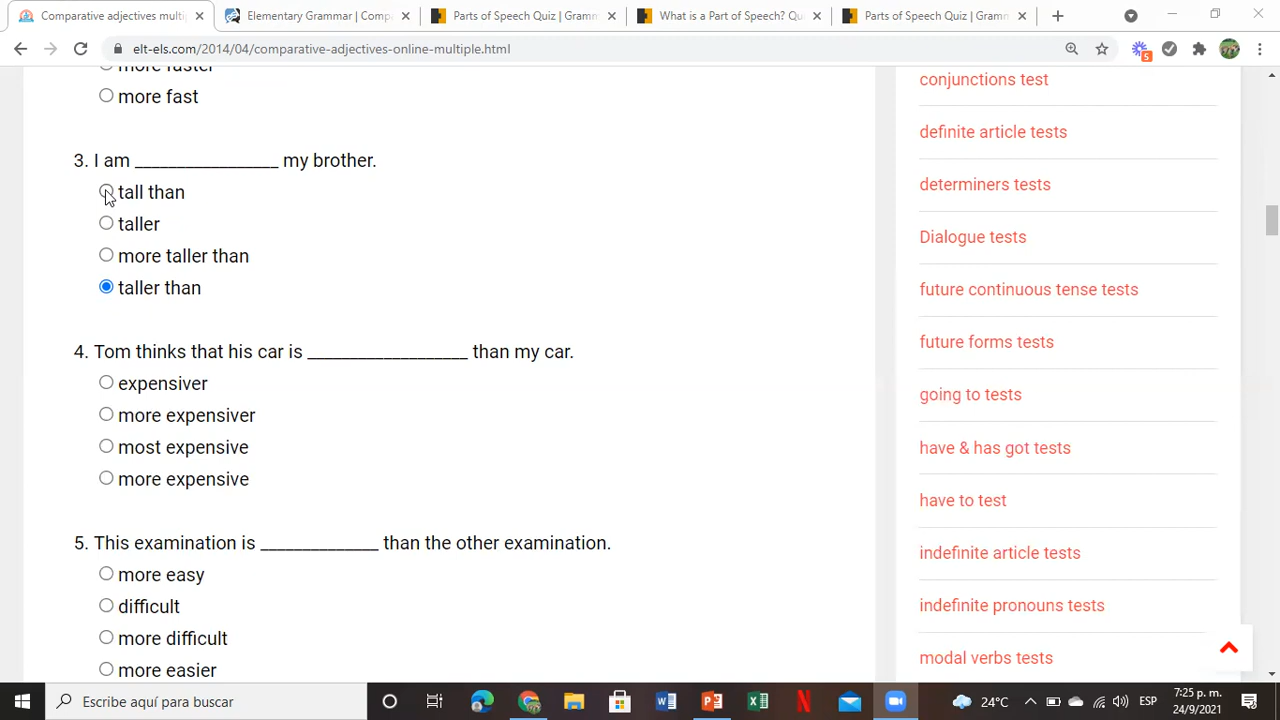 Comparative adjectives multi
Elementary Grammar | Comp
Parts of Speech Quiz | Gramm
What is a Part of Speech? Qu
Parts of Speech Quiz | Gramm
elt-els.com/2014/04/comparative-adjectives-online-multiple.html
5
more faster
more fast
3. I am ________________ my brother.
tall than
taller
more taller than
taller than
4. Tom thinks that his car is __________________ than my car.
expensiver
more expensiver
most expensive
more expensive
5. This examination is _____________ than the other examination.
more easy
difficult
more difficult
more easier
conjunctions test
definite article tests
determiners tests
Dialogue tests
future continuous tense tests
future forms tests
going to tests
have & has got tests
have to test
indefinite article tests
indefinite pronouns tests
modal verbs tests
Escribe aquí para buscar
24°C
ESP
7:25 p. m.
24/9/2021